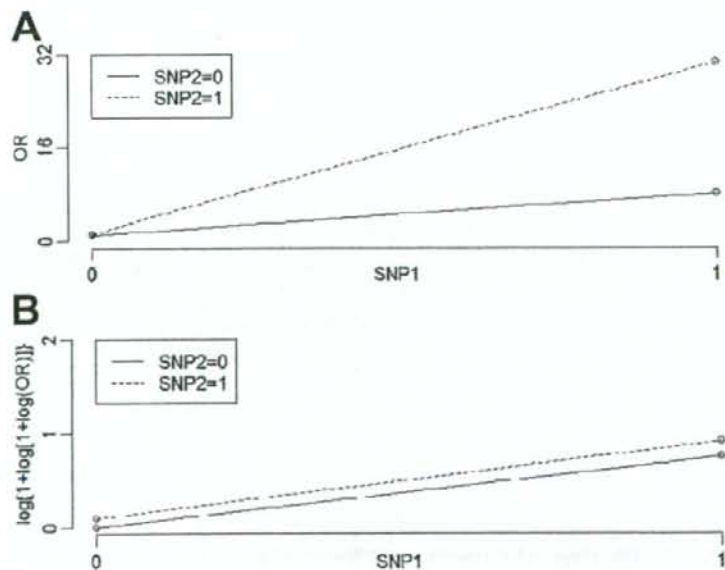 A
32
16
0
OR
SNP2=0
SNP2=1
0
SNP1
1
B
2
1
0
log{1+log[1+log(OR)]}
SNP2=0
SNP2=1
0
SNP1
1